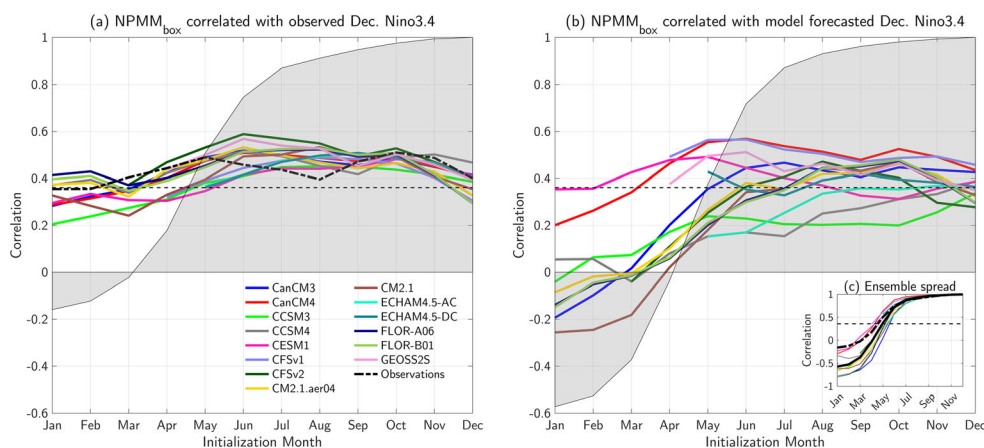 (a) NPMM_box correlated with observed Dec. Nino3.4
1
0.8
0.6
0.4
0.2
0
-0.2
-0.4
-0.6
Correlation
Jan Feb Mar Apr May Jun Jul Aug Sep Oct Nov Dec
Initialization Month
CanCM3
CanCM4
CCSM3
CCSM4
CESM1
CFSv1
CFSv2
CM2.1.aer04
CM2.1
ECHAM4.5-AC
ECHAM4.5-DC
FLOR-A06
FLOR-B01
GEOSS2S
Observations
(b) NPMM_box correlated with model forecasted Dec. Nino3.4
1
0.8
0.6
0.4
0.2
0
-0.2
-0.4
-0.6
Correlation
Jan Feb Mar Apr May Jun Jul Aug Sep Oct Nov Dec
Initialization Month
(c) Ensemble spread
1
0.5
0
-0.5
-1
Correlation
Jan Mar May Jul Sep Nov